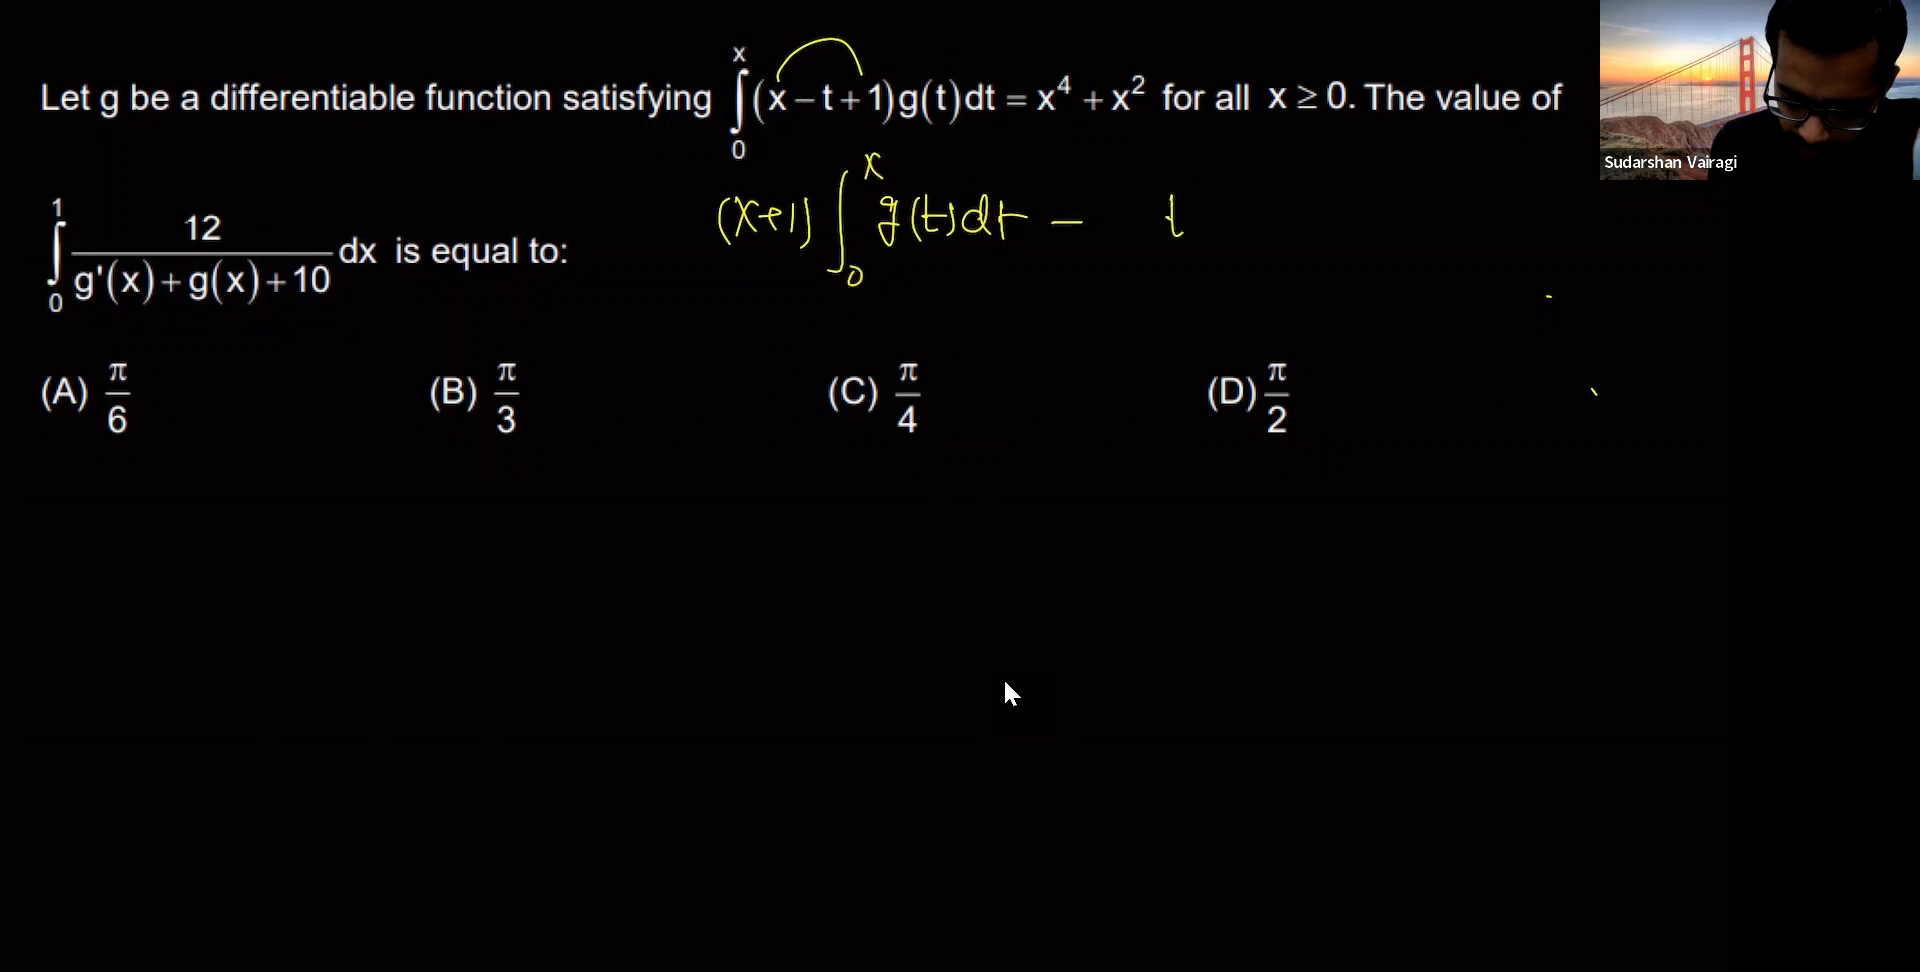 Let g be a differentiable function satisfying ∫₀ˣ (x − t + 1) g(t) dt = x⁴ + x² for all x ≥ 0. The value of
Sudarshan Vairagi
(x+1) ∫₀ˣ g(t) dt − t
∫₀¹ 12 / (g'(x) + g(x) + 10) dx is equal to:
(A) π/6 (B) π/3 (C) π/4 (D) π/2